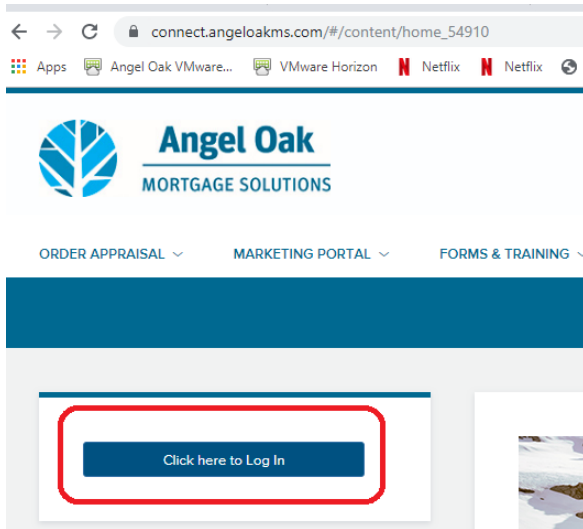 connect.angeloakms.com/#/content/home_54910
Apps Angel Oak VMware... VMware Horizon Netflix Netflix
Angel Oak
MORTGAGE SOLUTIONS
ORDER APPRAISAL MARKETING PORTAL FORMS & TRAINING
Click here to Log In